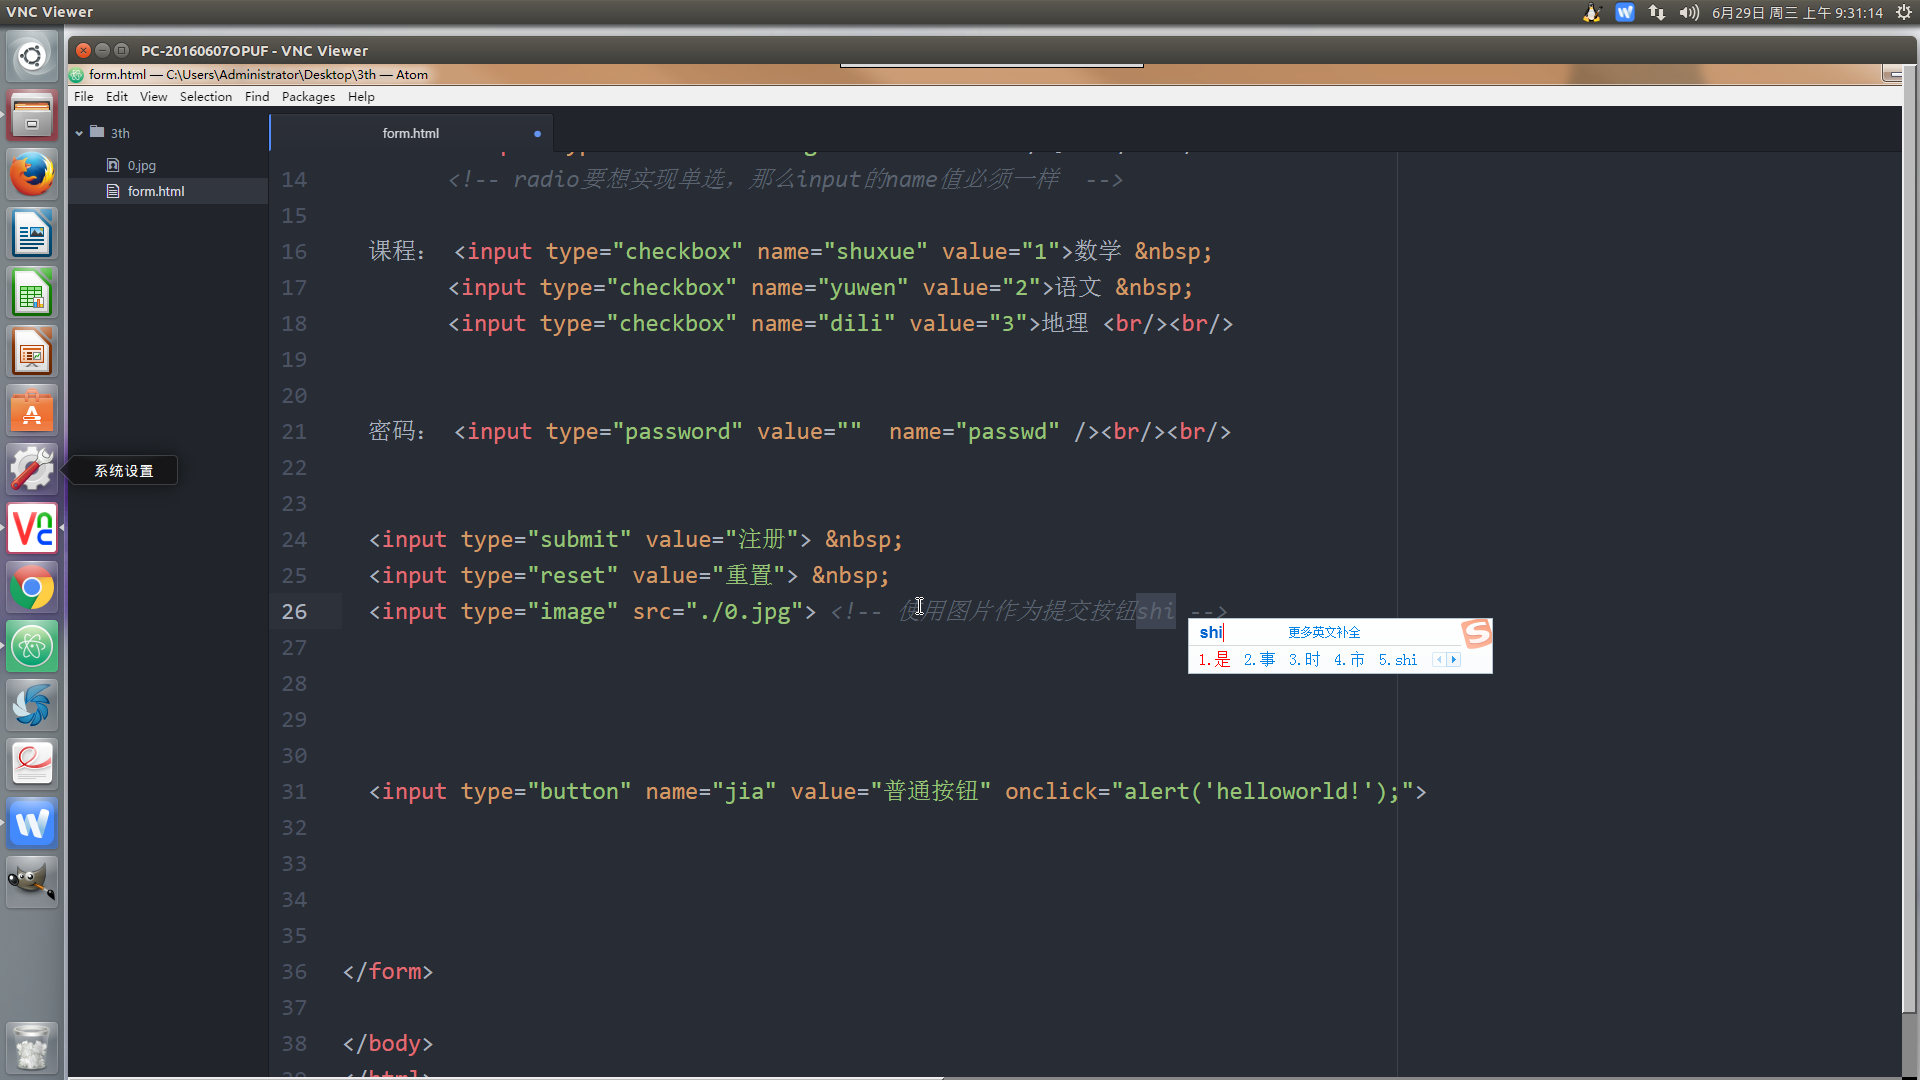 VNC Viewer
6月29日 周三 上午 9:31:14
PC-20160607OPUF - VNC Viewer
form.html — C:\Users\Administrator\Desktop\3th — Atom
File Edit View Selection Find Packages Help
3th
0.jpg
form.html
form.html
14 <!-- radio要想实现单选，那么input的name值必须一样 -->
15
16 课程： <input type="checkbox" name="shuxue" value="1">数学 &nbsp;
17 <input type="checkbox" name="yuwen" value="2">语文 &nbsp;
18 <input type="checkbox" name="dili" value="3">地理 <br/><br/>
19
20
21 密码： <input type="password" value="" name="passwd" /><br/><br/>
22
系统设置
23
24 <input type="submit" value="注册"> &nbsp;
25 <input type="reset" value="重置"> &nbsp;
26 <input type="image" src="./0.jpg"> <!-- 使用图片作为提交按钮shi -->
shi 更多英文补全
1.是 2.事 3.时 4.市 5.shi
27
28
29
30
31 <input type="button" name="jia" value="普通按钮" onclick="alert('helloworld!');">
32
33
34
35
36 </form>
37
38 </body>